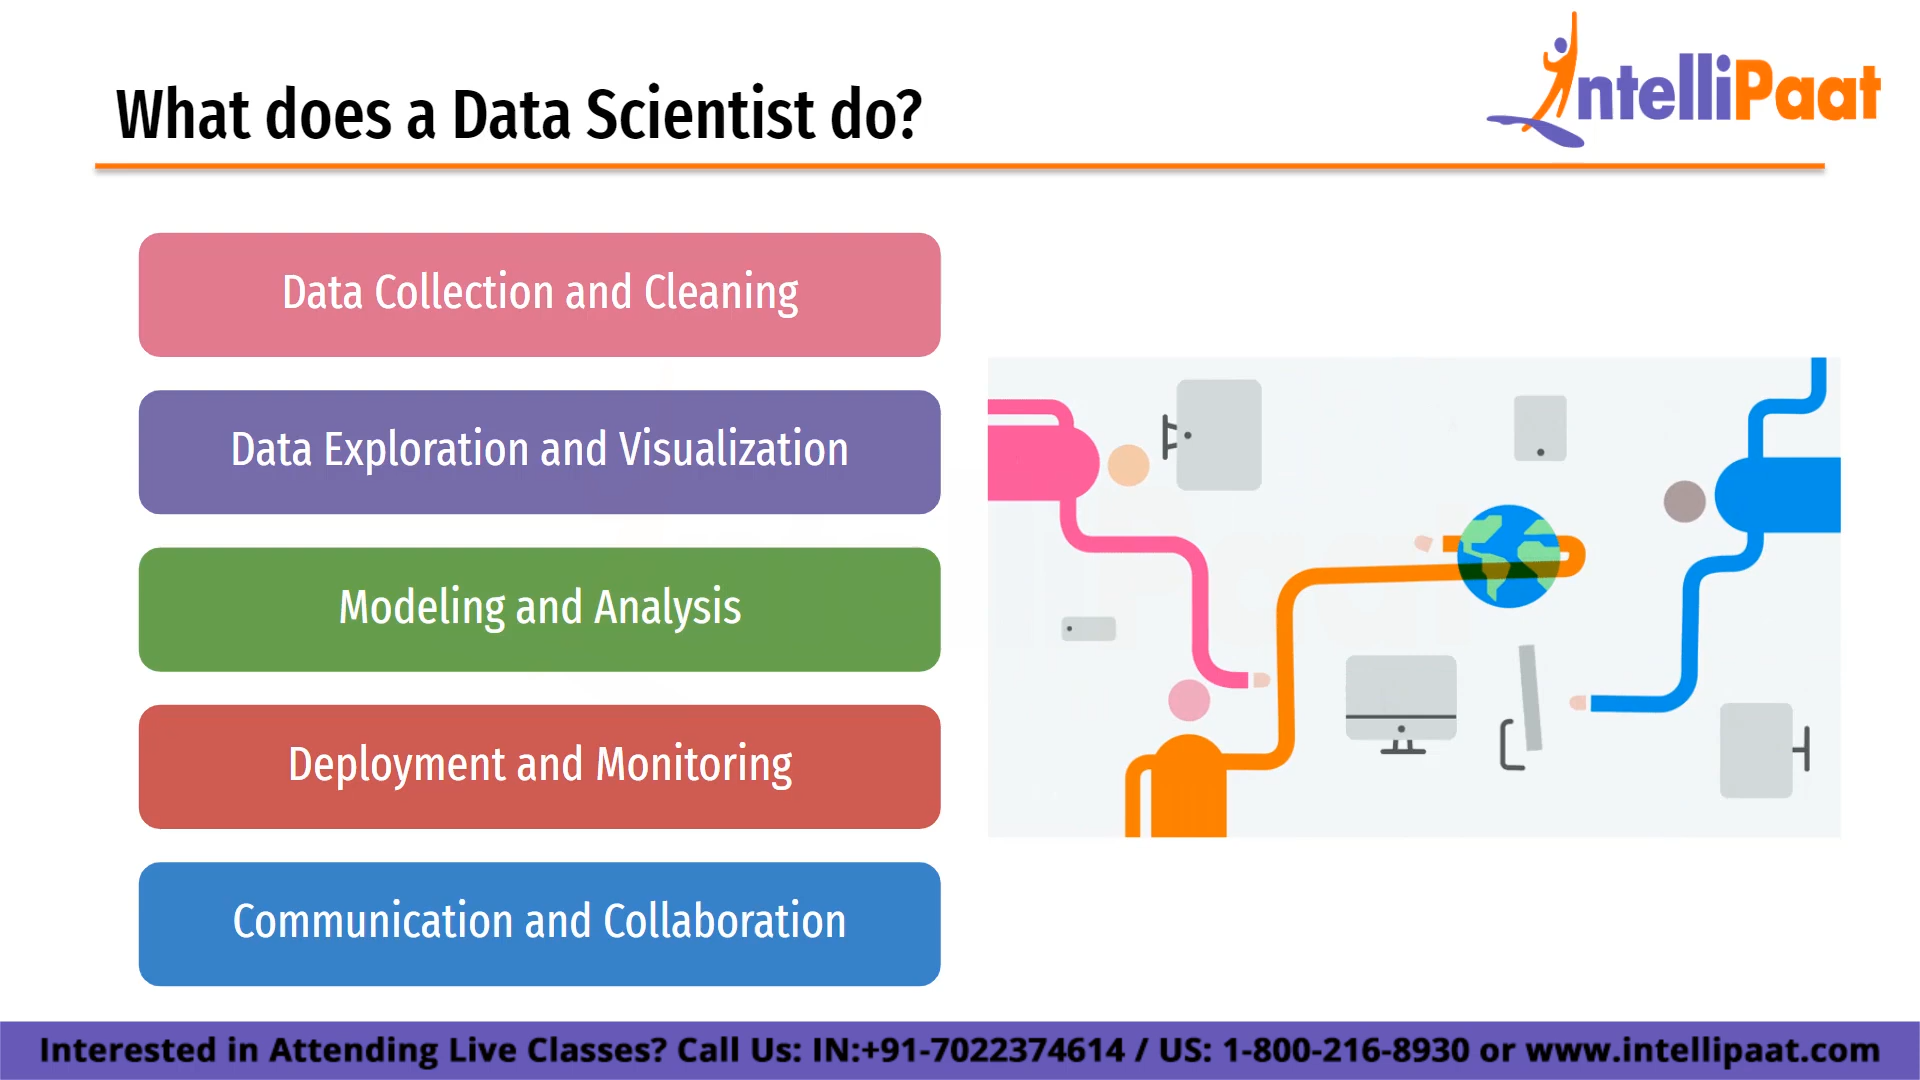 What does a Data Scientist do?
IntelliPaat
Data Collection and Cleaning
Data Exploration and Visualization
Modeling and Analysis
Deployment and Monitoring
Communication and Collaboration
Interested in Attending Live Classes? Call Us: IN:+91-7022374614 / US: 1-800-216-8930 or www.intellipaat.com